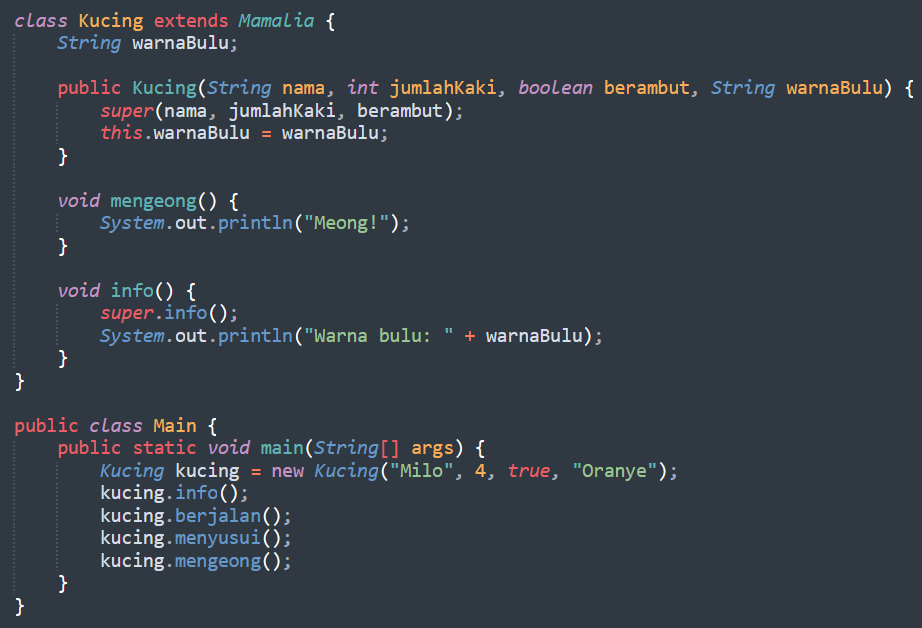 class Kucing extends Mamalia {
    String warnaBulu;

    public Kucing(String nama, int jumlahKaki, boolean berambut, String warnaBulu) {
        super(nama, jumlahKaki, berambut);
        this.warnaBulu = warnaBulu;
    }

    void mengeong() {
        System.out.println("Meong!");
    }

    void info() {
        super.info();
        System.out.println("Warna bulu: " + warnaBulu);
    }
}

public class Main {
    public static void main(String[] args) {
        Kucing kucing = new Kucing("Milo", 4, true, "Oranye");
        kucing.info();
        kucing.berjalan();
        kucing.menyusui();
        kucing.mengeong();
    }
}